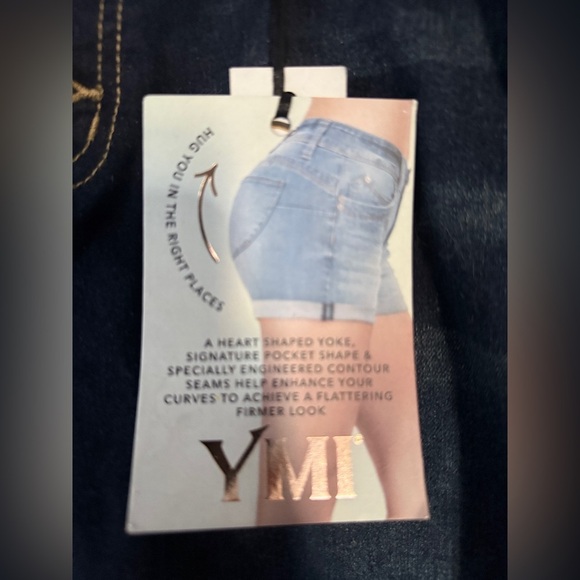 HUG YOU IN THE RIGHT PLACES
A HEART SHAPED YOKE,
SIGNATURE POCKET SHAPE &
SPECIALLY ENGINEERED CONTOUR
SEAMS HELP ENHANCE YOUR
CURVES TO ACHIEVE A FLATTERING
FIRMER LOOK
YMI